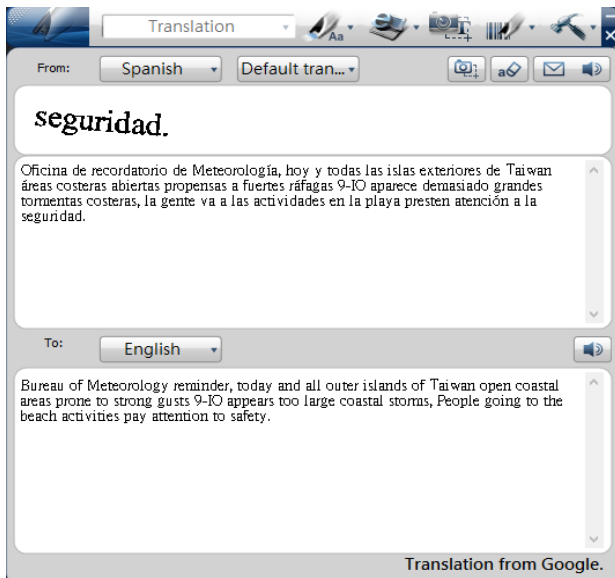 Translation
Aa
From:
Spanish
Default tran...
a
seguridad.
Oficina de recordatorio de Meteorología, hoy y todas las islas exteriores de Taiwan
áreas costeras abiertas propensas a fuertes ráfagas 9-IO aparece demasiado grandes
tormentas costeras, la gente va a las actividades en la playa presten atención a la
seguridad.
To:
English
Bureau of Meteorology reminder, today and all outer islands of Taiwan open coastal
areas prone to strong gusts 9-IO appears too large coastal storms, People going to the
beach activities pay attention to safety.
Translation from Google.